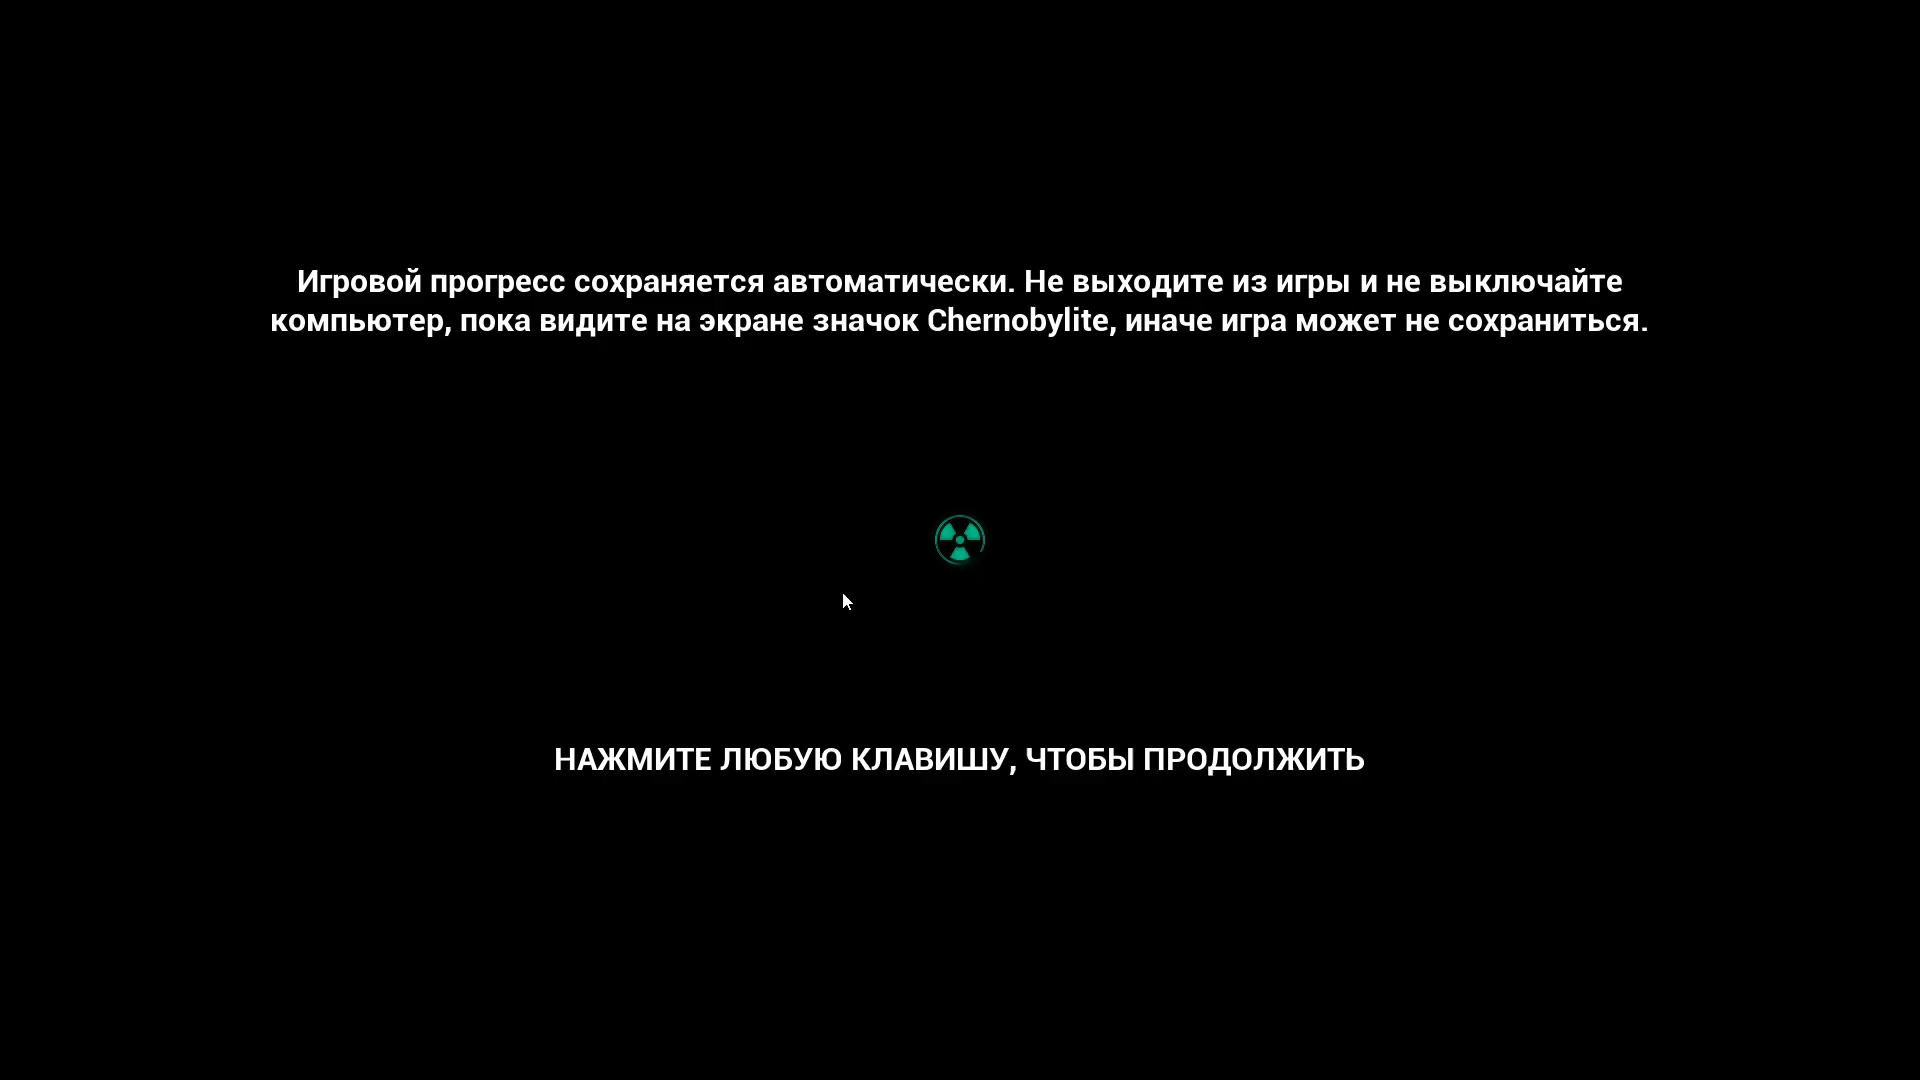 Игровой прогресс сохраняется автоматически. Не выходите из игры и не выключайте
компьютер, пока видите на экране значок Chernobylite, иначе игра может не сохраниться.
НАЖМИТЕ ЛЮБУЮ КЛАВИШУ, ЧТОБЫ ПРОДОЛЖИТЬ